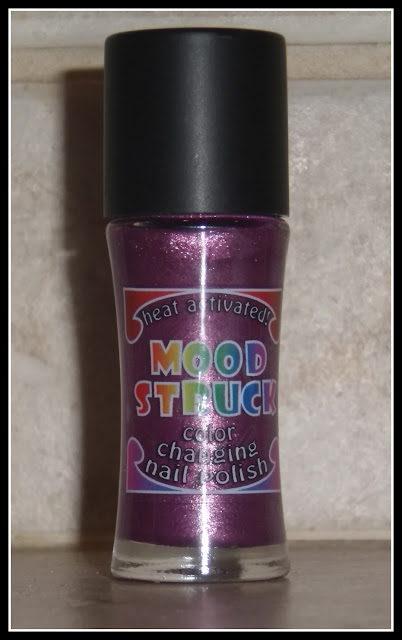 heat activated!
MOOD
STRUCK
color
changing
nail polish